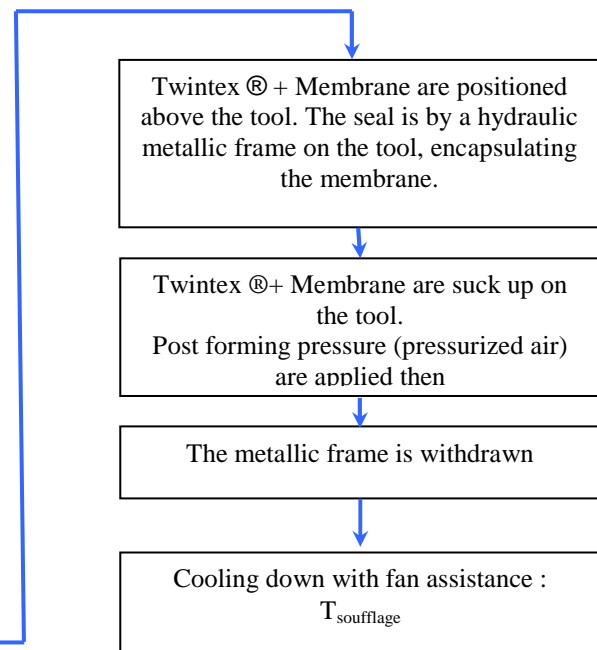 Twintex ® + Membrane are positioned
above the tool. The seal is by a hydraulic
metallic frame on the tool, encapsulating
the membrane.
Twintex ®+ Membrane are suck up on
the tool.
Post forming pressure (pressurized air)
are applied then
The metallic frame is withdrawn
Cooling down with fan assistance :
Tsoufflage